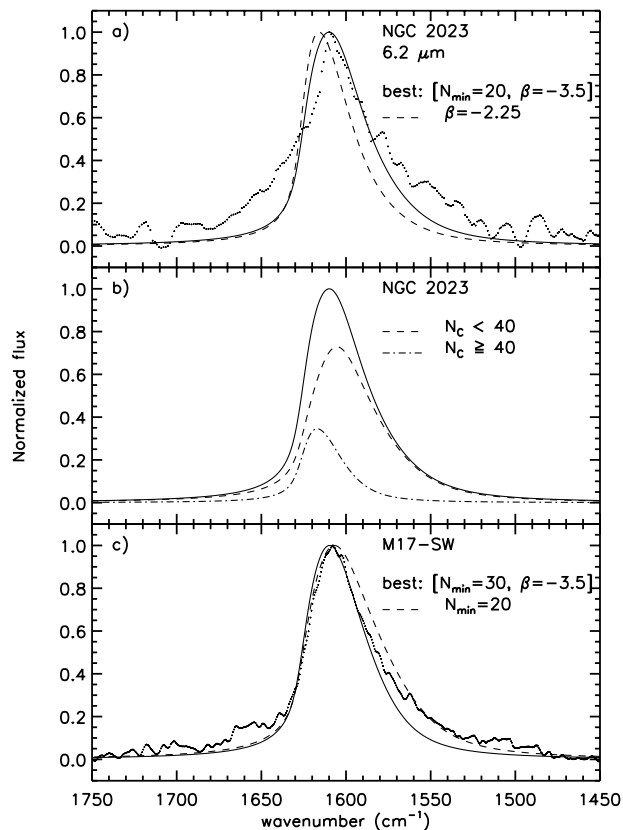 a)
NGC 2023
6.2 μm
best: [N_min=20, β=−3.5]
β=−2.25
1.0
0.8
0.6
0.4
0.2
0.0
b)
NGC 2023
N_C < 40
N_C ≧ 40
1.0
0.8
0.6
0.4
0.2
0.0
Normalized flux
c)
M17−SW
best: [N_min=30, β=−3.5]
N_min=20
1.0
0.8
0.6
0.4
0.2
0.0
1750 1700 1650 1600 1550 1500 1450
wavenumber (cm⁻¹)